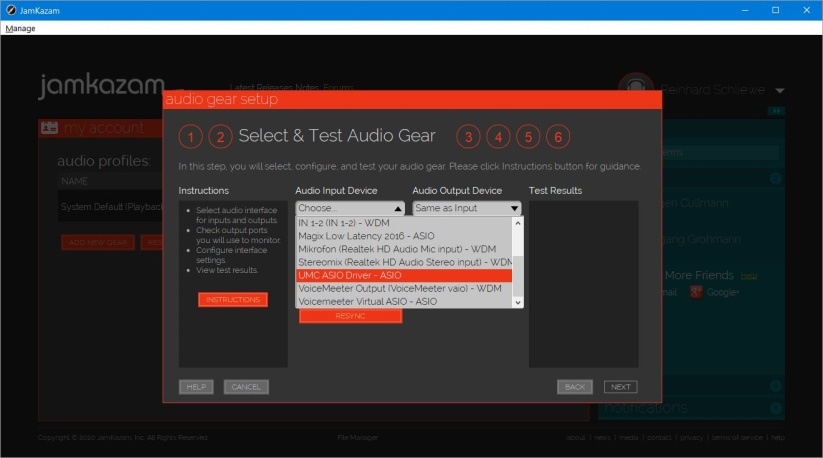 JamKazam
Manage
jamkazam
Latest Releases Notes Forums
Reinhard Schliewe
audio gear setup
my account
1 2 Select & Test Audio Gear 3 4 5 6
audio profiles:
In this step, you will select, configure, and test your audio gear. Please click Instructions button for guidance.
NAME
Instructions
Audio Input Device
Audio Output Device
Test Results
System Default (Playback
Choose...
Same as Input
Select audio interface
for inputs and outputs.
Check output ports
you will use to monitor.
Configure interface
settings.
View test results.
IN 1-2 (IN 1-2) - WDM
Magix Low Latency 2016 - ASIO
Mikrofon (Realtek HD Audio Mic input) - WDM
Stereomix (Realtek HD Audio Stereo input) - WDM
UMC ASIO Driver - ASIO
VoiceMeeter Output (VoiceMeeter vaio) - WDM
Voicemeeter Virtual ASIO - ASIO
ADD NEW GEAR
INSTRUCTIONS
RESYNC
en Cullmann
gang Grohmann
More Friends
Google+
HELP
CANCEL
BACK
NEXT
notifications
Copyright © 2020 JamKazam, Inc. All Rights Reserved
File Manager
about | news | media | contact | privacy | terms of service | help